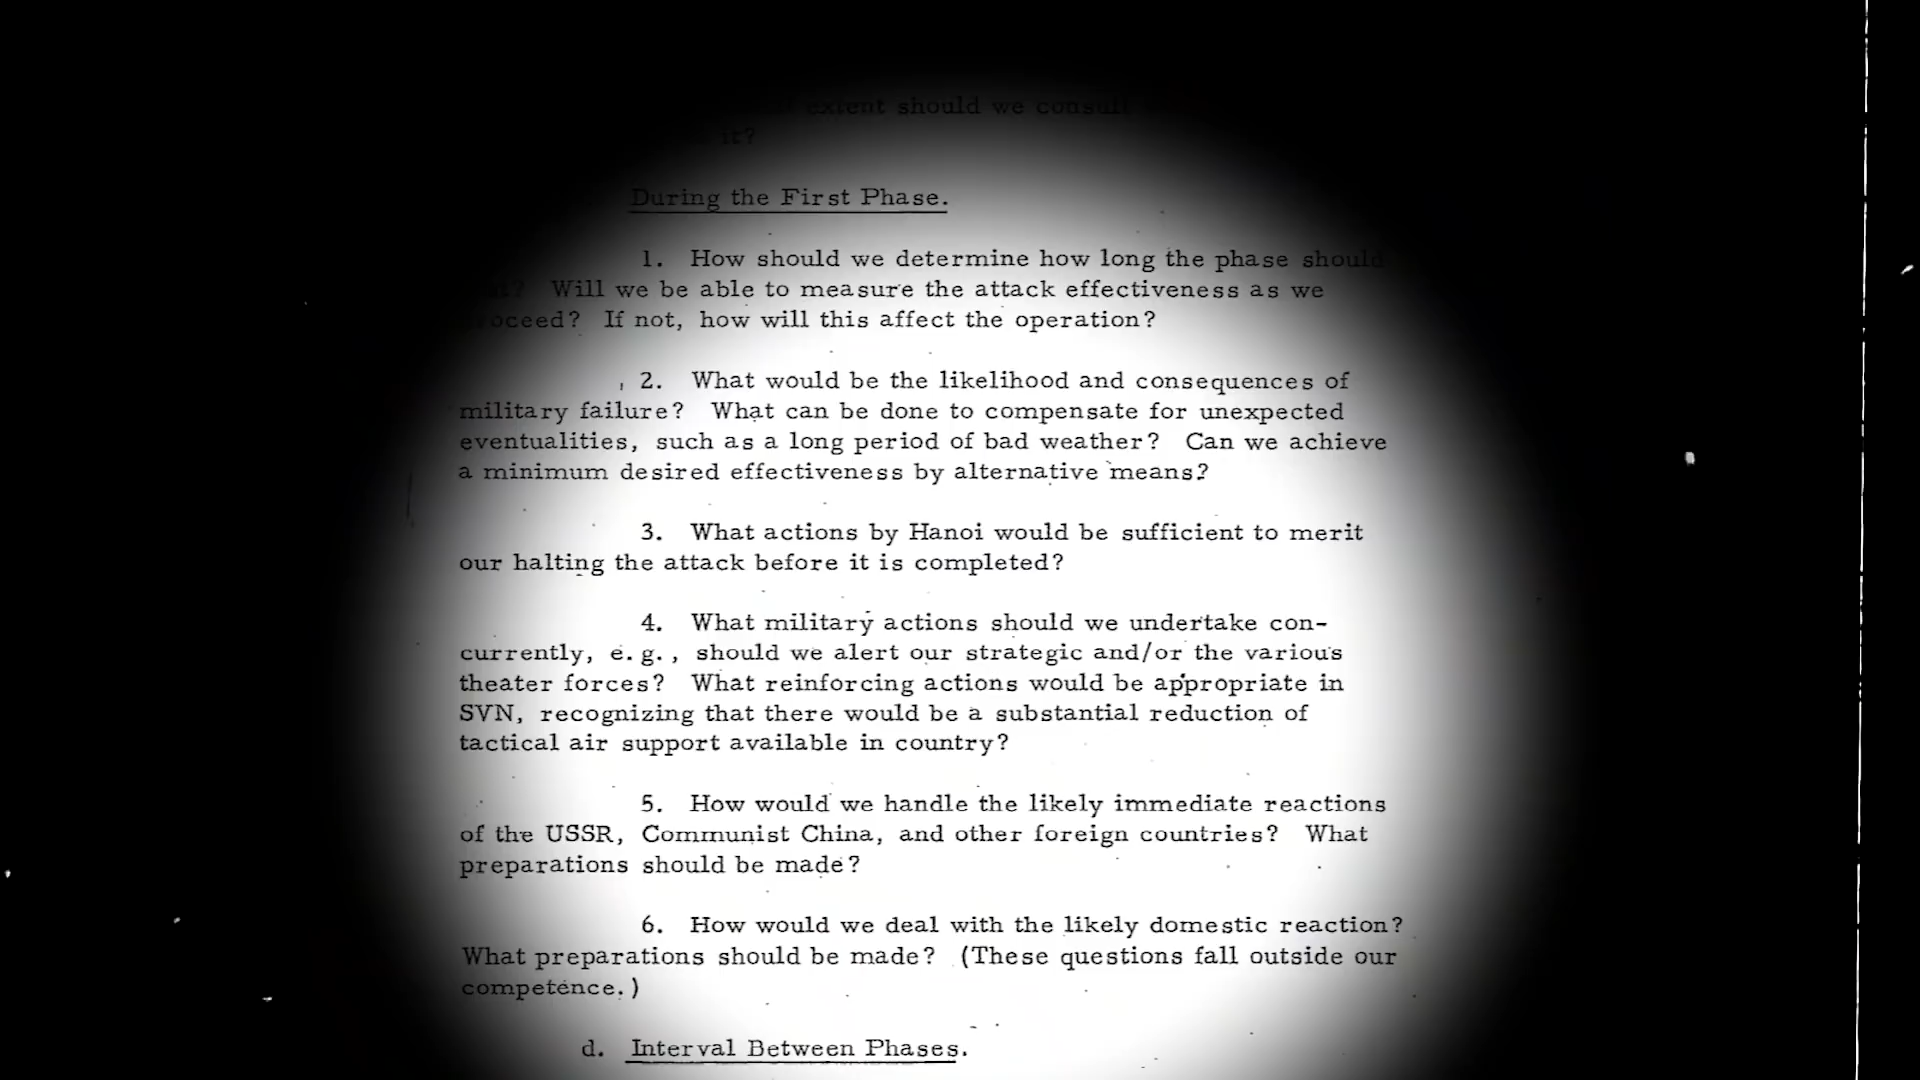 extent should we consult
it?
During the First Phase.
1. How should we determine how long the phase should
Will we be able to measure the attack effectiveness as we
If not, how will this affect the operation?
2. What would be the likelihood and consequences of
military failure? What can be done to compensate for unexpected
eventualities, such as a long period of bad weather? Can we achieve
a minimum desired effectiveness by alternative means?
3. What actions by Hanoi would be sufficient to merit
our halting the attack before it is completed?
4. What military actions should we undertake con-
currently, e.g., should we alert our strategic and/or the various
theater forces? What reinforcing actions would be appropriate in
SVN, recognizing that there would be a substantial reduction of
tactical air support available in country?
5. How would we handle the likely immediate reactions
of the USSR, Communist China, and other foreign countries? What
preparations should be made?
6. How would we deal with the likely domestic reaction?
What preparations should be made? (These questions fall outside our
competence.)
d. Interval Between Phases.